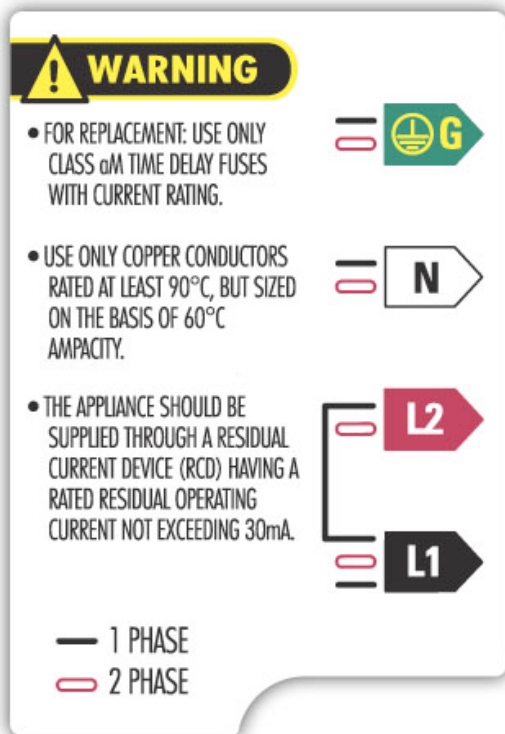 WARNING
• FOR REPLACEMENT: USE ONLY
CLASS aM TIME DELAY FUSES
WITH CURRENT RATING.
G
• USE ONLY COPPER CONDUCTORS
RATED AT LEAST 90°C, BUT SIZED
ON THE BASIS OF 60°C
AMPACITY.
N
• THE APPLIANCE SHOULD BE
SUPPLIED THROUGH A RESIDUAL
CURRENT DEVICE (RCD) HAVING A
RATED RESIDUAL OPERATING
CURRENT NOT EXCEEDING 30mA.
L2
L1
1 PHASE
2 PHASE